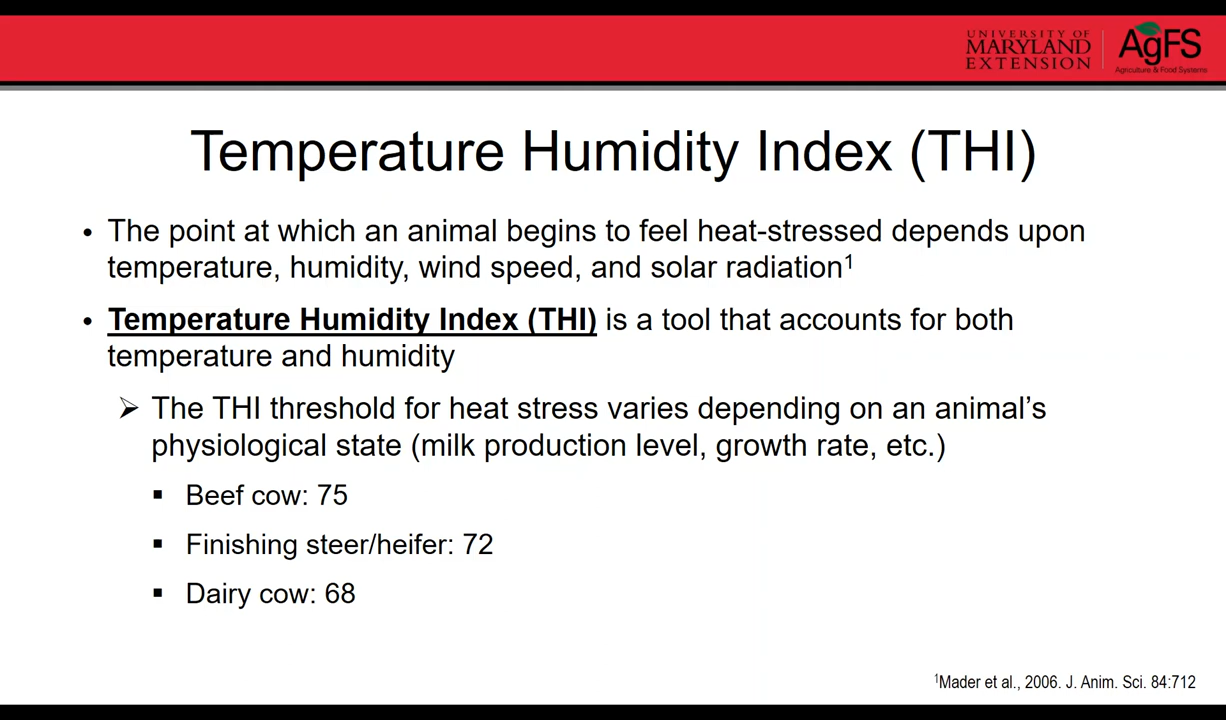 UNIVERSITY OF
MARYLAND
EXTENSION
AgFS
Agriculture & Food Systems
Temperature Humidity Index (THI)
• The point at which an animal begins to feel heat-stressed depends upon
temperature, humidity, wind speed, and solar radiation¹
• Temperature Humidity Index (THI) is a tool that accounts for both
temperature and humidity
➢ The THI threshold for heat stress varies depending on an animal’s
physiological state (milk production level, growth rate, etc.)
▪ Beef cow: 75
▪ Finishing steer/heifer: 72
▪ Dairy cow: 68
¹Mader et al., 2006. J. Anim. Sci. 84:712